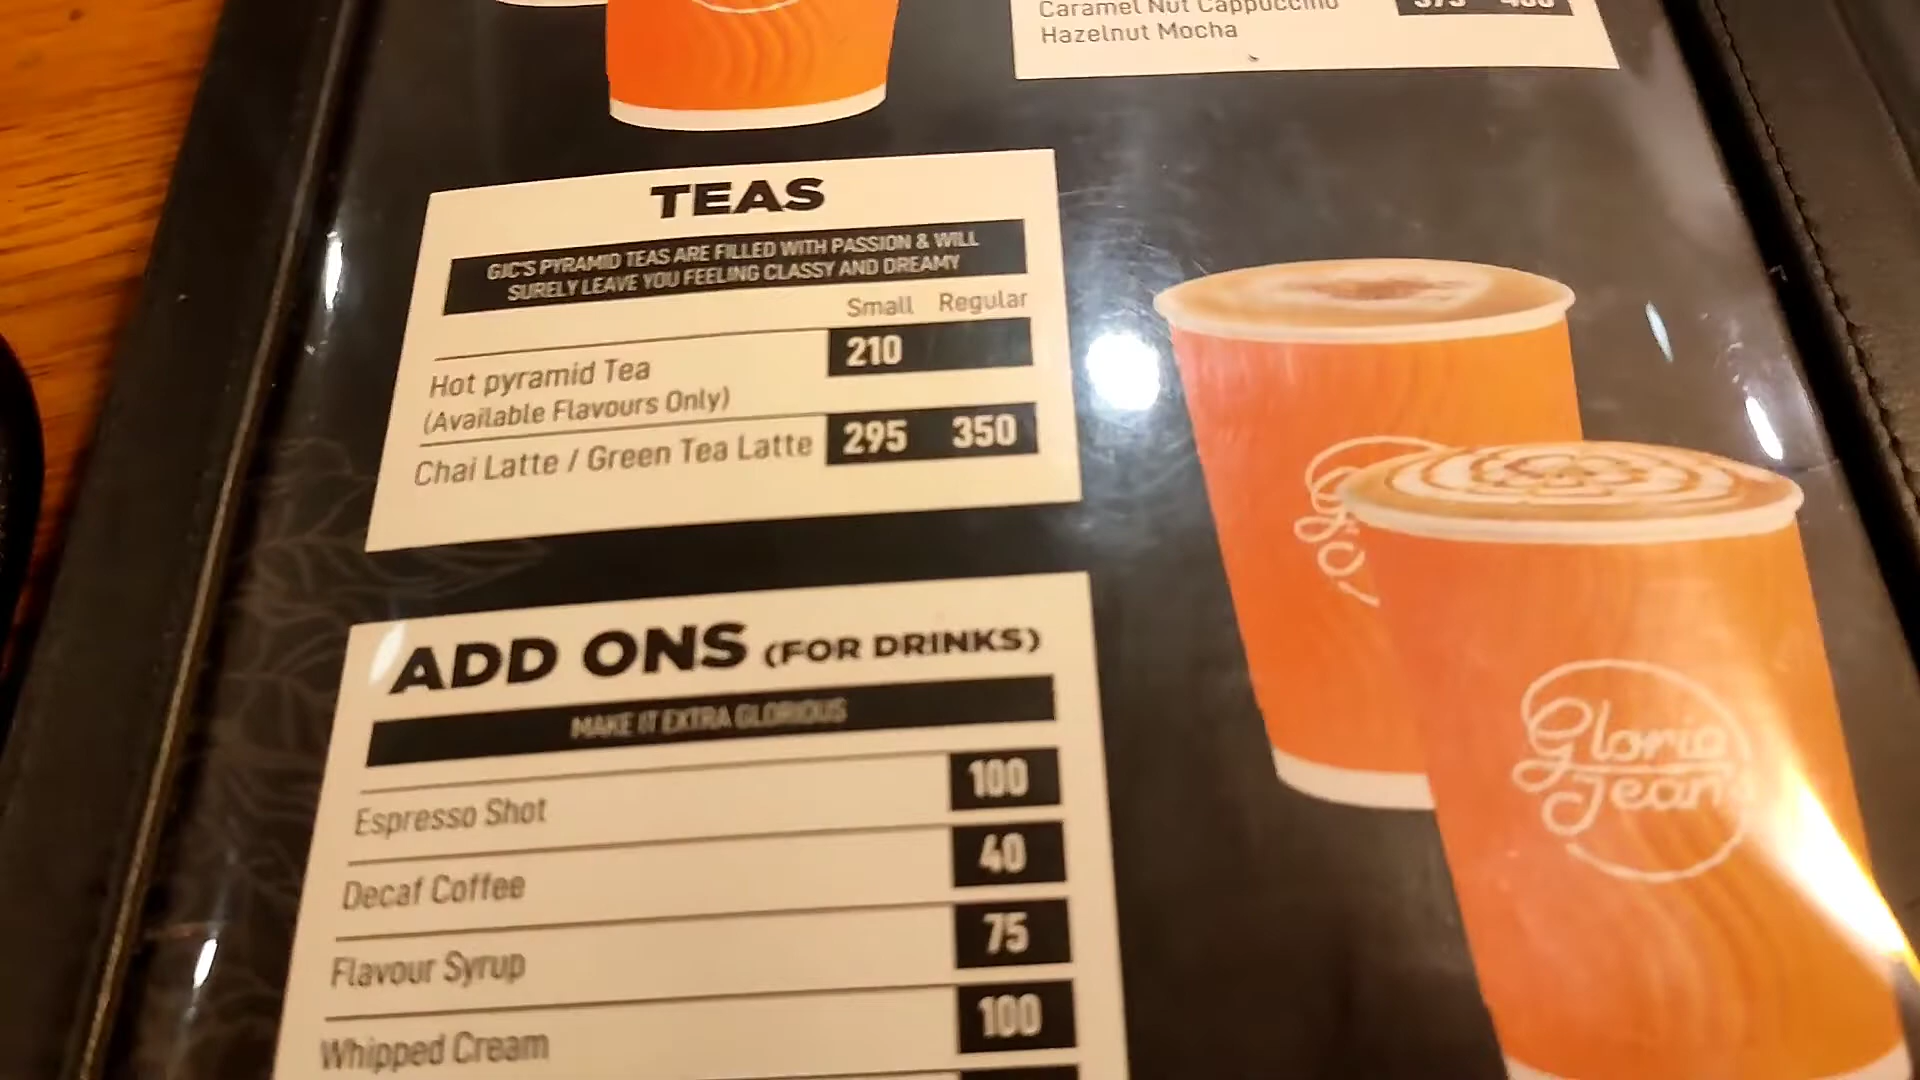 Caramel Nut Cappuccino
Hazelnut Mocha
375 400
TEAS
GJC'S PYRAMID TEAS ARE FILLED WITH PASSION & WILL
SURELY LEAVE YOU FEELING CLASSY AND DREAMY
Small Regular
Hot pyramid Tea 210
(Available Flavours Only)
Chai Latte / Green Tea Latte 295 350
ADD ONS (FOR DRINKS)
MAKE IT EXTRA GLORIOUS
Espresso Shot 100
Decaf Coffee 40
Flavour Syrup 75
Whipped Cream 100
Glo
Gloria
Jean